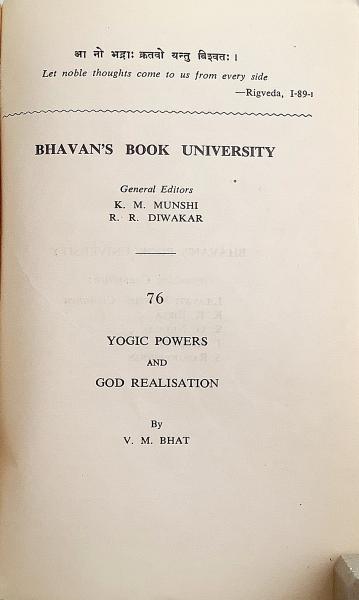 आ नो भद्राः क्रतवो यन्तु विश्वतः ।
Let noble thoughts come to us from every side
—Rigveda, 1-89-i
BHAVAN'S BOOK UNIVERSITY
General Editors
K. M. MUNSHI
R. R. DIWAKAR
76
YOGIC POWERS
AND
GOD REALISATION
By
V. M. BHAT